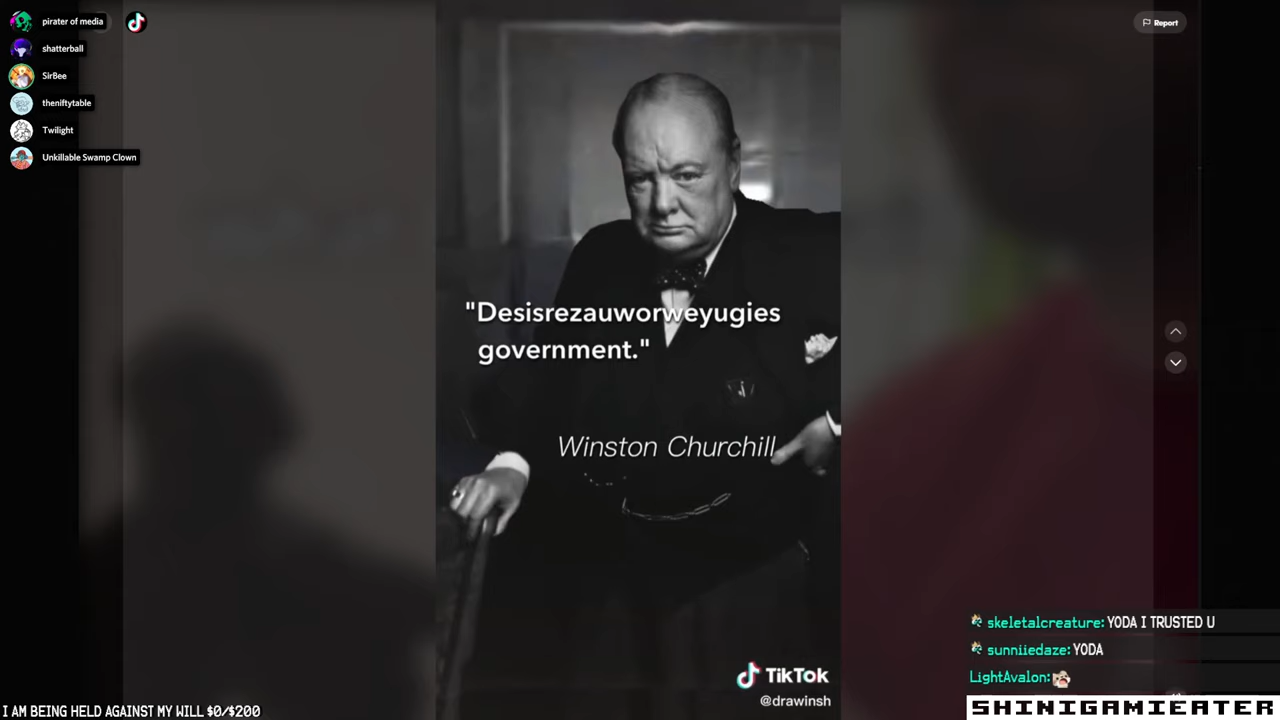 pirater of media
shatterball
SirBee
theniftytable
Twilight
Unkillable Swamp Clown
Report
"Desisrezauworweyugies
government."
Winston Churchill
TikTok
@drawinsh
skeletalcreature: YODA I TRUSTED U
sunniiedaze: YODA
LightAvalon:
I AM BEING HELD AGAINST MY WILL $0/$200
SHINIGAMIEATER